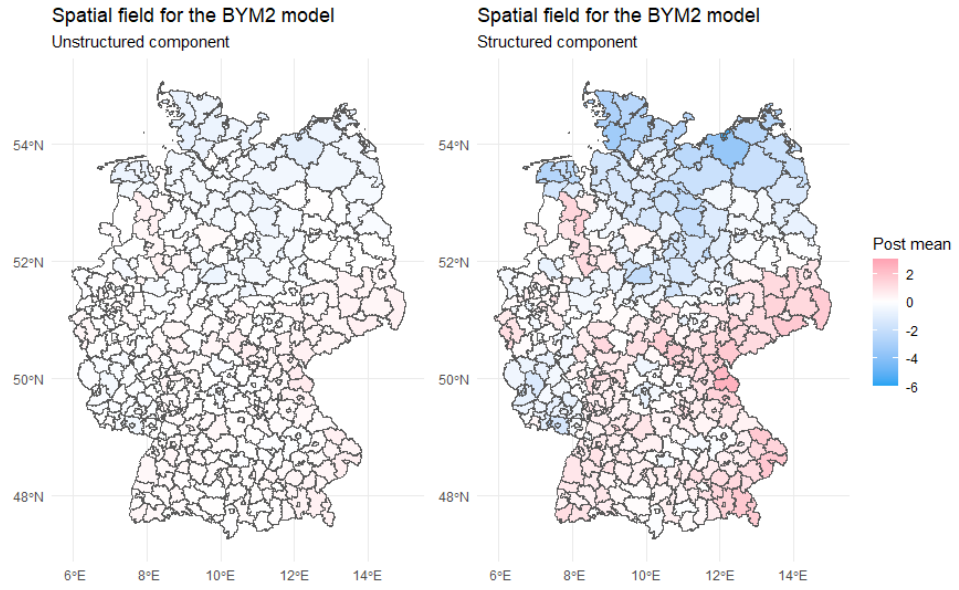 Spatial field for the BYM2 model
Unstructured component
54°N
52°N
50°N
48°N
6°E 8°E 10°E 12°E 14°E
Spatial field for the BYM2 model
Structured component
54°N
52°N
50°N
48°N
6°E 8°E 10°E 12°E 14°E
Post mean
2
0
-2
-4
-6